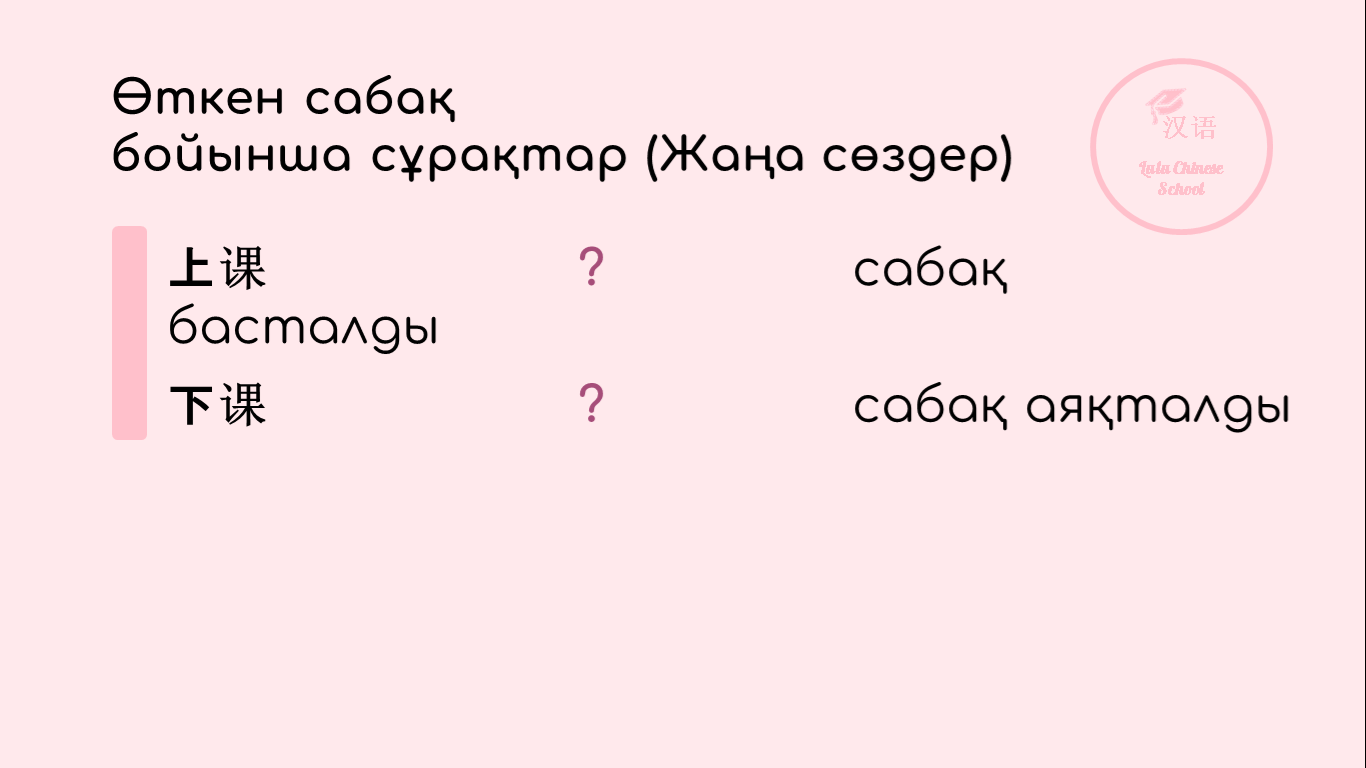 Өткен сабақ
бойынша сұрақтар (Жаңа сөздер)
汉语
Lulu Chinese
School
上课 ? сабақ
басталды
下课 ? сабақ аяқталды